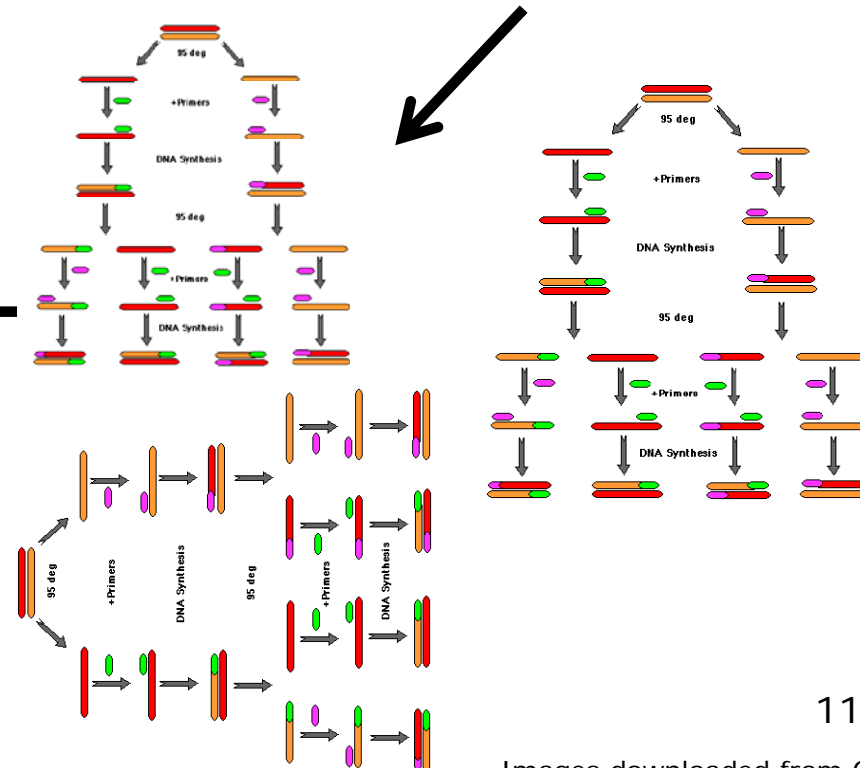 95 deg
+Primers
DNA Synthesis
95 deg
+Primers
DNA Synthesis
95 deg
+Primers
DNA Synthesis
95 deg
+Primers
DNA Synthesis
95 deg
+Primers
DNA Synthesis
95 deg
+Primers
DNA Synthesis
11
Images downloaded from